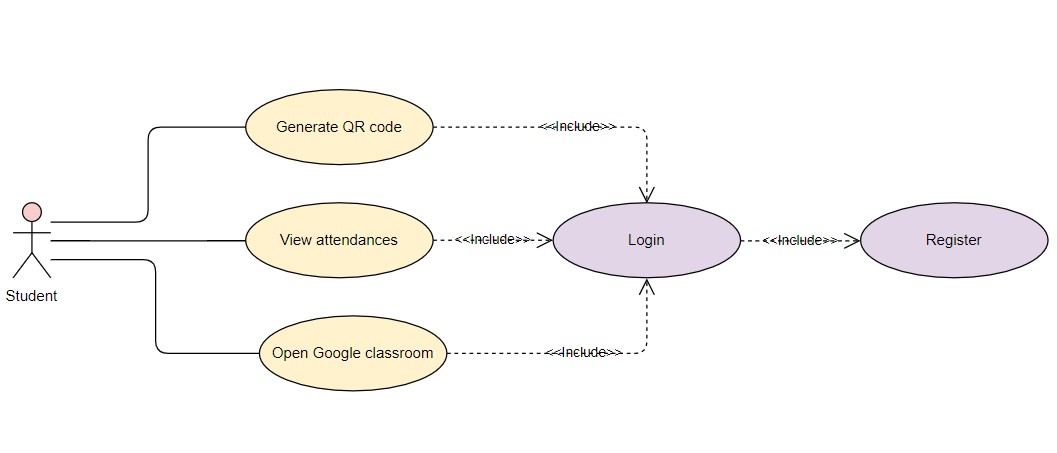 Generate QR code
<<Include>>
Student
View attendances
<<Include>>
Login
<<Include>>
Register
Open Google classroom
<<Include>>